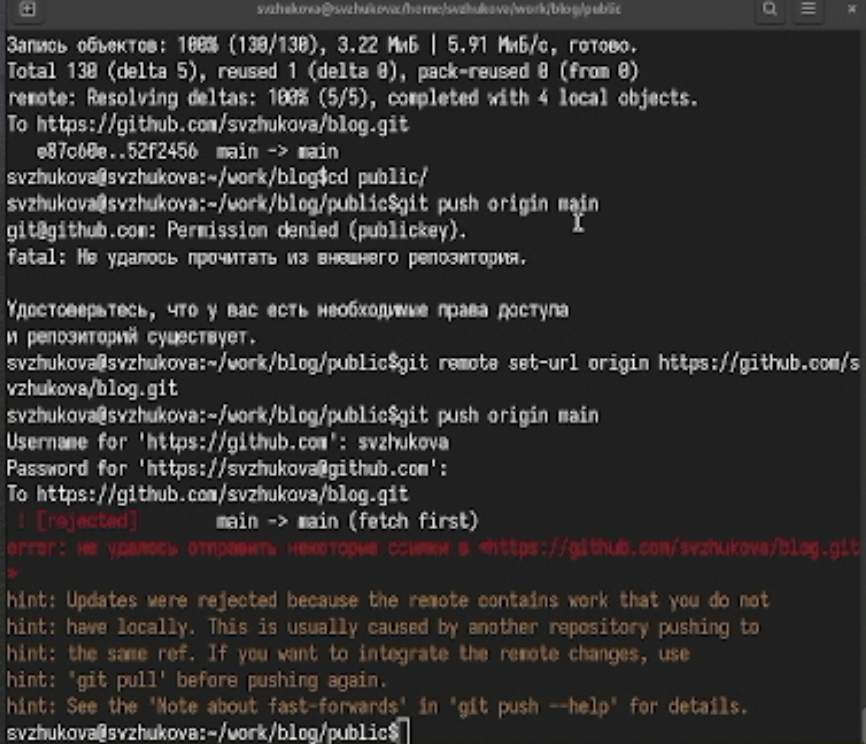 svzhukova@svzhukova:/home/svzhukova/work/blog/public
Запись объектов: 100% (130/130), 3.22 МиБ | 5.91 МиБ/с, готово.
Total 130 (delta 5), reused 1 (delta 0), pack-reused 0 (from 0)
remote: Resolving deltas: 100% (5/5), completed with 4 local objects.
To https://github.com/svzhukova/blog.git
e87c60e..52f2456 main -> main
svzhukova@svzhukova:~/work/blog$cd public/
svzhukova@svzhukova:~/work/blog/public$git push origin main
git@github.com: Permission denied (publickey).
fatal: Не удалось прочитать из внешнего репозитория.
Удостоверьтесь, что у вас есть необходимые права доступа
и репозиторий существует.
svzhukova@svzhukova:~/work/blog/public$git remote set-url origin https://github.com/s
vzhukova/blog.git
svzhukova@svzhukova:~/work/blog/public$git push origin main
Username for 'https://github.com': svzhukova
Password for 'https://svzhukova@github.com':
To https://github.com/svzhukova/blog.git
! [rejected] main -> main (fetch first)
error: не удалось отправить некоторые ссылки в «https://github.com/svzhukova/blog.git
»
hint: Updates were rejected because the remote contains work that you do not
hint: have locally. This is usually caused by another repository pushing to
hint: the same ref. If you want to integrate the remote changes, use
hint: 'git pull' before pushing again.
hint: See the 'Note about fast-forwards' in 'git push --help' for details.
svzhukova@svzhukova:~/work/blog/public$